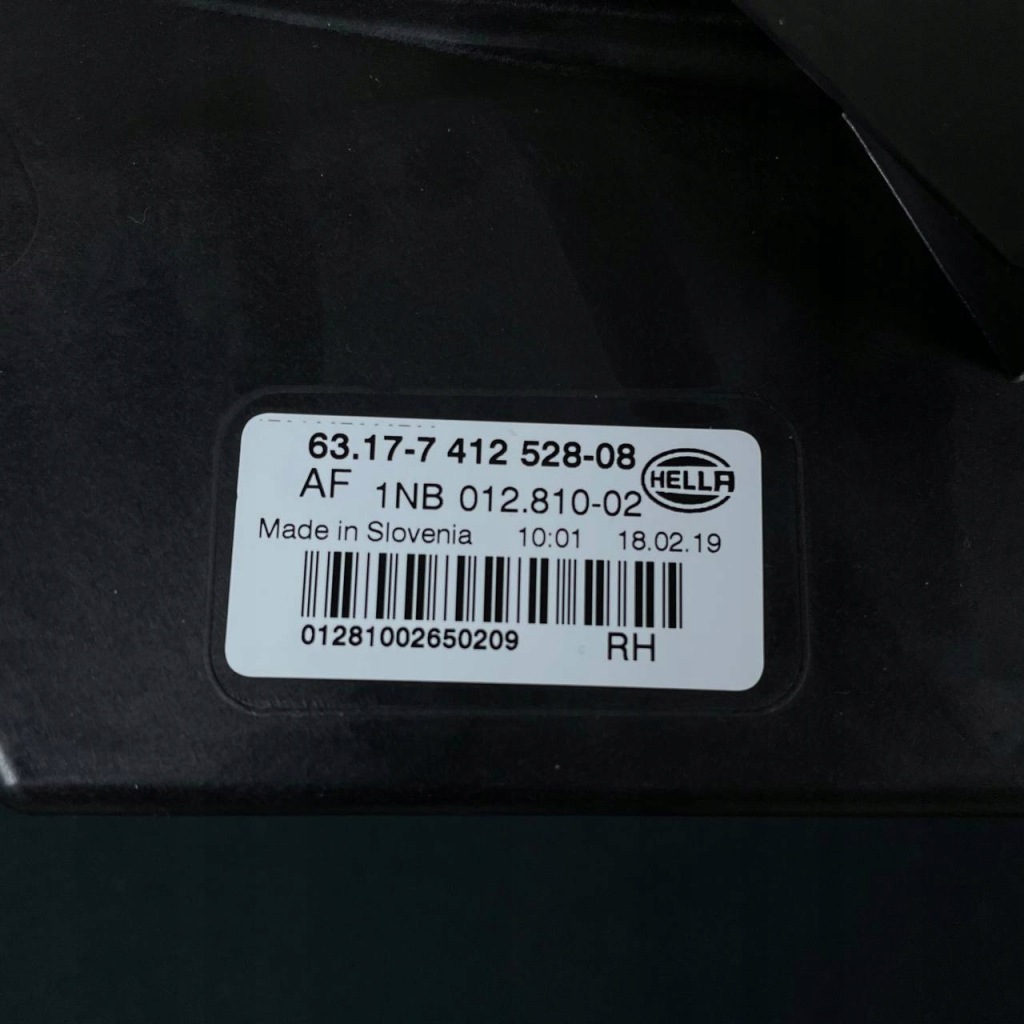 63.17-7 412 528-08
AF 1NB 012.810-02
HELLA
Made in Slovenia 10:01 18.02.19
01281002650209 RH